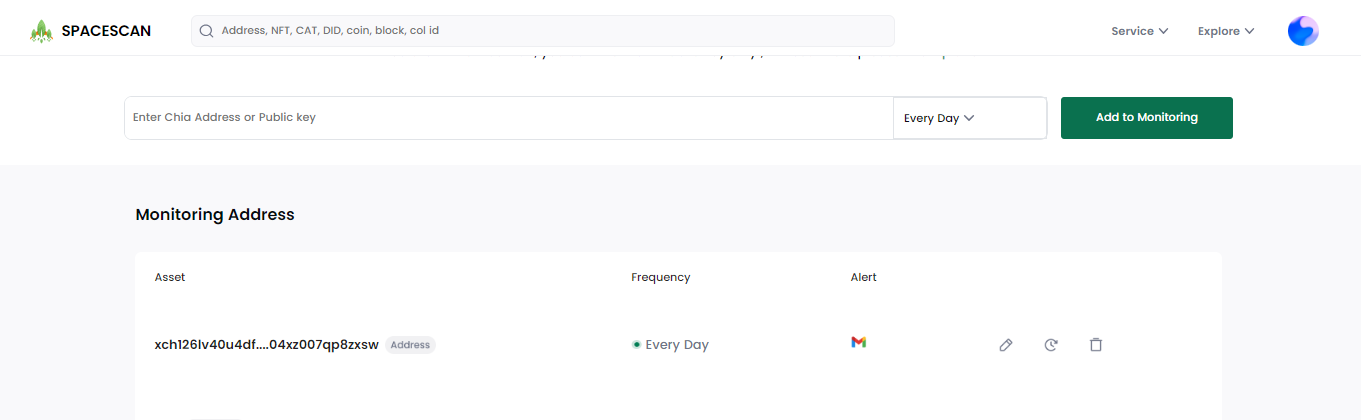 SPACESCAN
Address, NFT, CAT, DID, coin, block, col id
Service
Explore
Enter Chia Address or Public key
Every Day
Add to Monitoring
Monitoring Address
Asset Frequency Alert
xch126lv40u4df....04xz007qp8zxsw Address Every Day